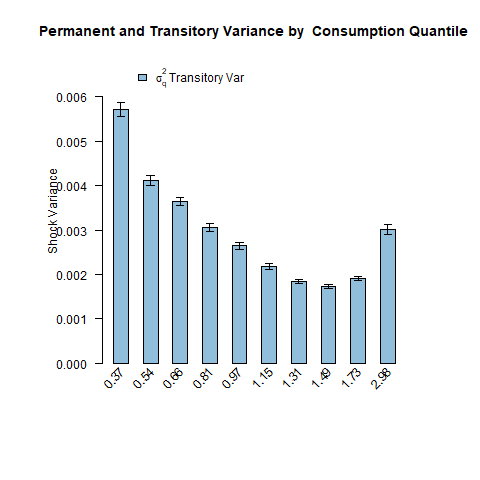 Permanent and Transitory Variance by  Consumption Quantile
σ²q Transitory Var
0.006
0.005
0.004
0.003
0.002
0.001
0.000
Shock Variance
0.37 0.54 0.66 0.81 0.97 1.15 1.31 1.49 1.73 2.98